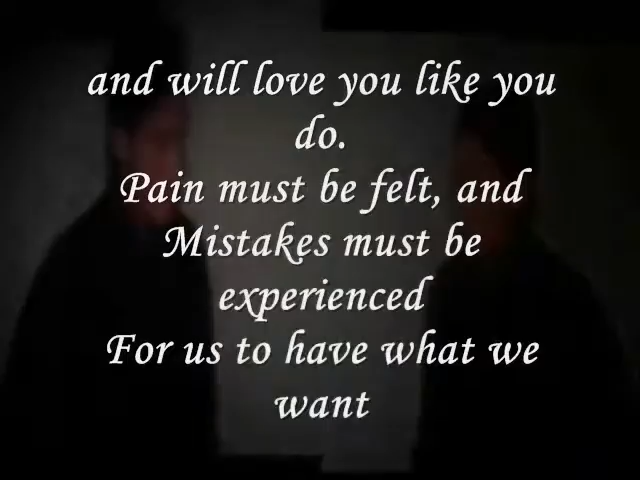 and will love you like you
do.
Pain must be felt, and
Mistakes must be
experienced
For us to have what we
want